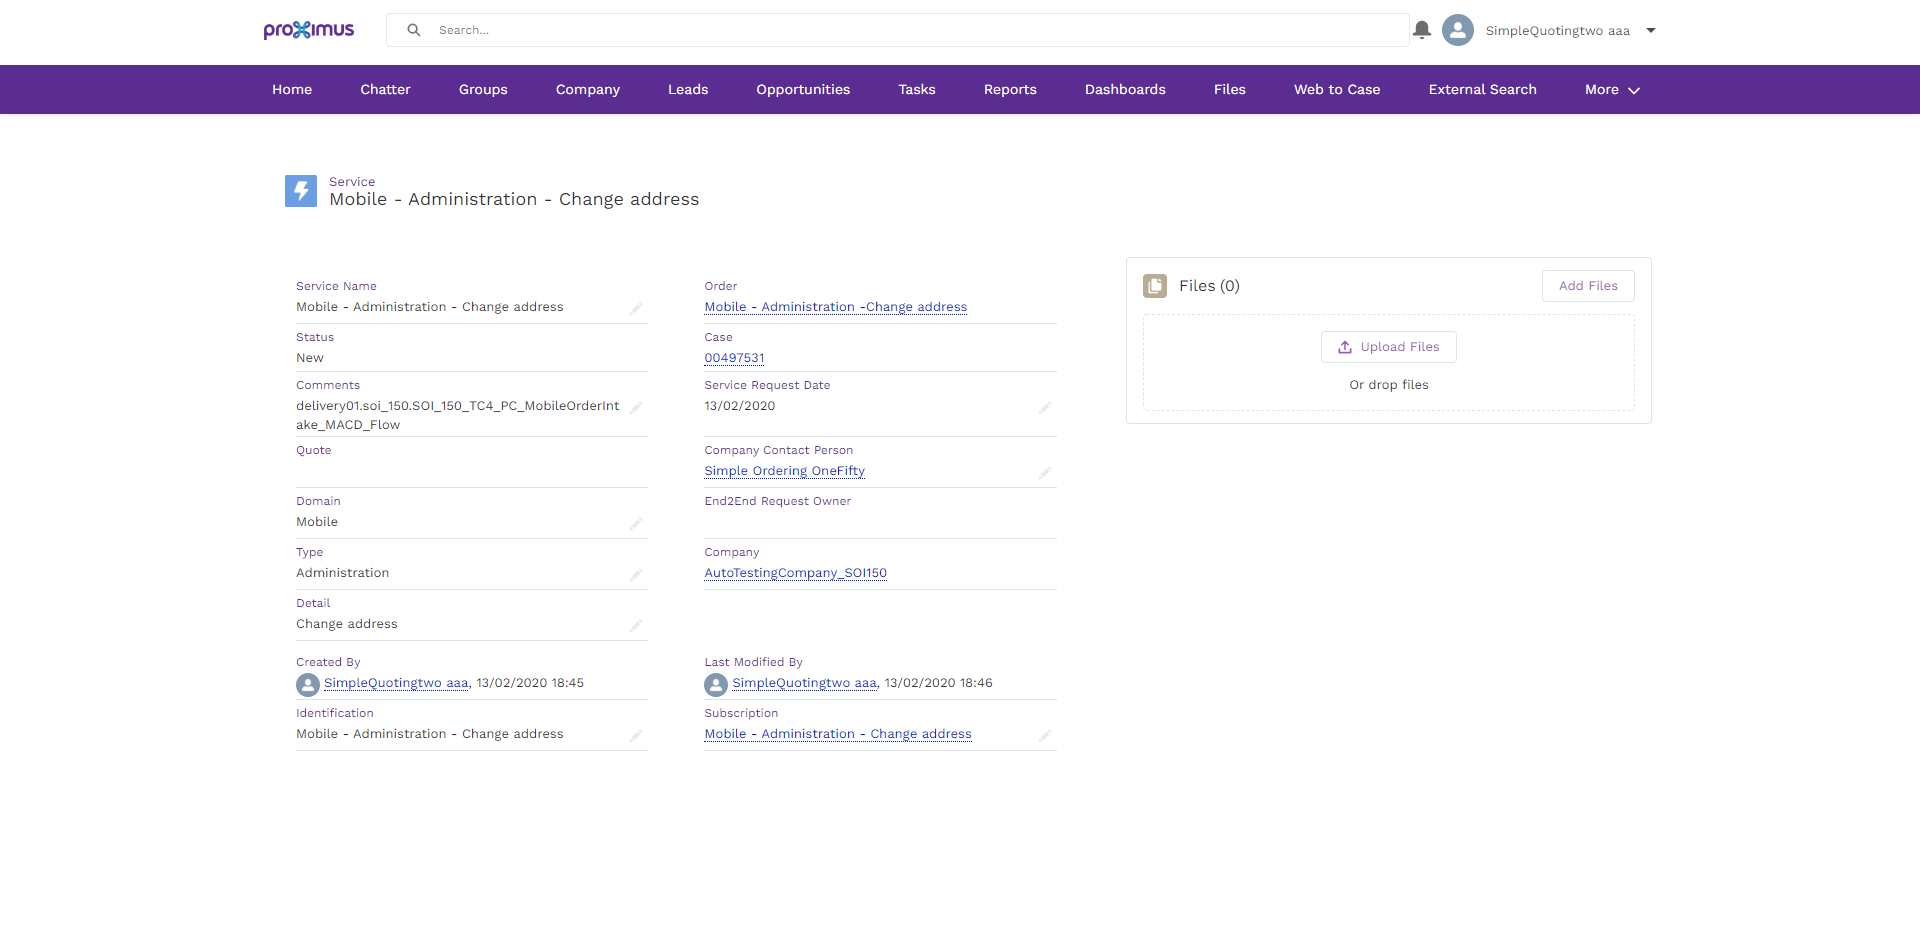 proximus
Search...
SimpleQuotingtwo aaa
Home Chatter Groups Company Leads Opportunities Tasks Reports Dashboards Files Web to Case External Search More
Service
Mobile - Administration - Change address
Service Name
Mobile - Administration - Change address
Order
Mobile - Administration -Change address
Status
New
Case
00497531
Comments
delivery01.soi_150.SOI_150_TC4_PC_MobileOrderInt
ake_MACD_Flow
Service Request Date
13/02/2020
Quote
Company Contact Person
Simple Ordering OneFifty
Domain
Mobile
End2End Request Owner
Type
Administration
Company
AutoTestingCompany_SOI150
Detail
Change address
Created By
SimpleQuotingtwo aaa, 13/02/2020 18:45
Last Modified By
SimpleQuotingtwo aaa, 13/02/2020 18:46
Identification
Mobile - Administration - Change address
Subscription
Mobile - Administration - Change address
Files (0)
Add Files
Upload Files
Or drop files